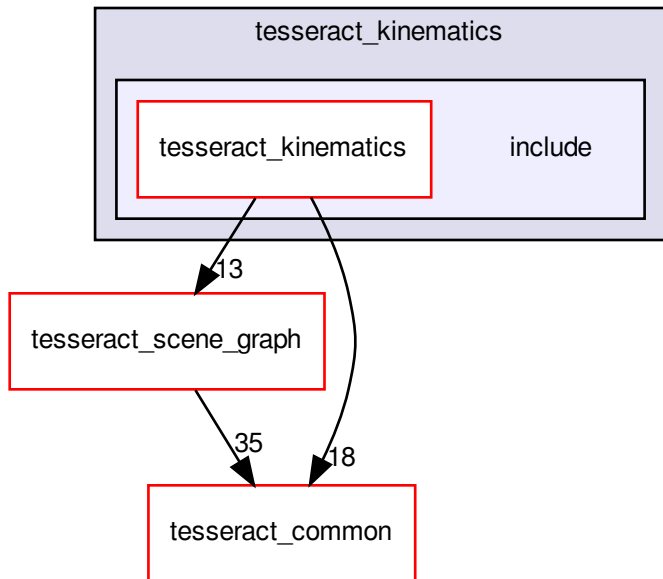 tesseract_kinematics
tesseract_kinematics
include
13
tesseract_scene_graph
35
18
tesseract_common